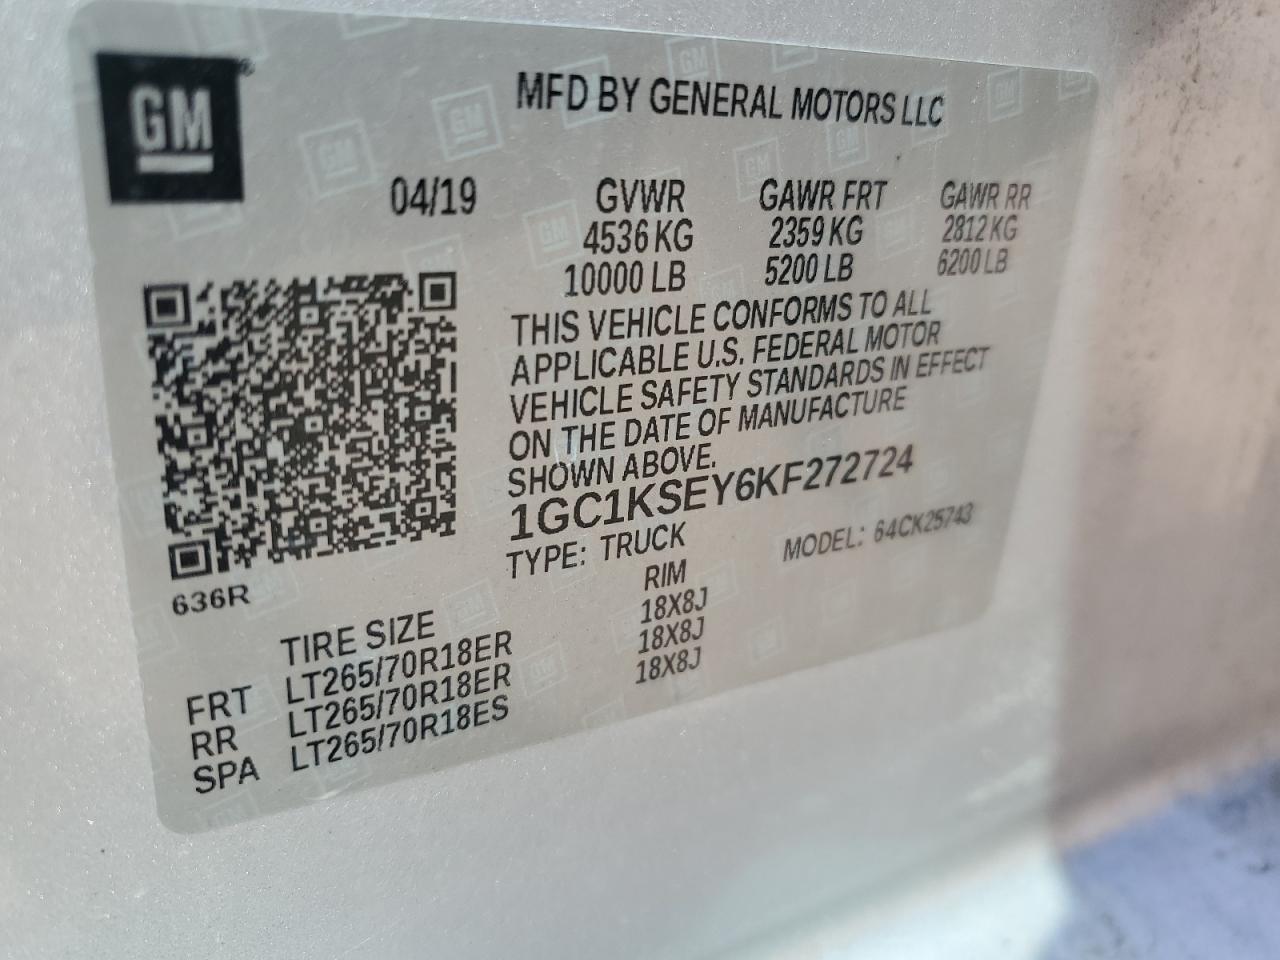 GM
MFD BY GENERAL MOTORS LLC
04/19
GVWR GAWR FRT GAWR RR
4536 KG 2359 KG 2812 KG
10000 LB 5200 LB 6200 LB
THIS VEHICLE CONFORMS TO ALL
APPLICABLE U.S. FEDERAL MOTOR
VEHICLE SAFETY STANDARDS IN EFFECT
ON THE DATE OF MANUFACTURE
SHOWN ABOVE.
1GC1KSEY6KF272724
TYPE: TRUCK MODEL: 64CK25743
636R
TIRE SIZE RIM
FRT LT265/70R18ER 18X8J
RR LT265/70R18ER 18X8J
SPA LT265/70R18ES 18X8J